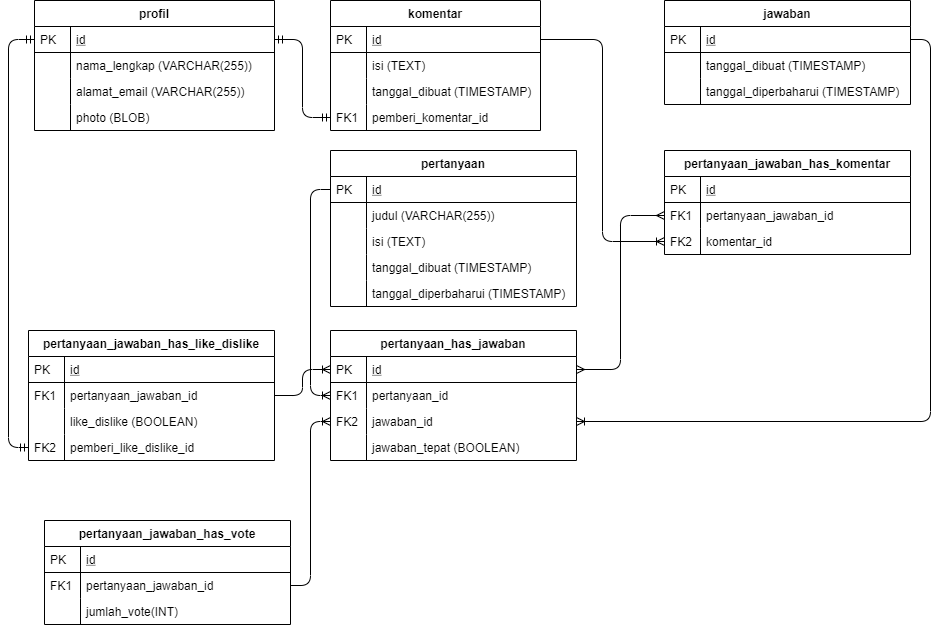 profil
PK id
nama_lengkap (VARCHAR(255))
alamat_email (VARCHAR(255))
photo (BLOB)
komentar
PK id
isi (TEXT)
tanggal_dibuat (TIMESTAMP)
FK1 pemberi_komentar_id
jawaban
PK id
tanggal_dibuat (TIMESTAMP)
tanggal_diperbaharui (TIMESTAMP)
pertanyaan
PK id
judul (VARCHAR(255))
isi (TEXT)
tanggal_dibuat (TIMESTAMP)
tanggal_diperbaharui (TIMESTAMP)
pertanyaan_jawaban_has_komentar
PK id
FK1 pertanyaan_jawaban_id
FK2 komentar_id
pertanyaan_jawaban_has_like_dislike
PK id
FK1 pertanyaan_jawaban_id
like_dislike (BOOLEAN)
FK2 pemberi_like_dislike_id
pertanyaan_has_jawaban
PK id
FK1 pertanyaan_id
FK2 jawaban_id
jawaban_tepat (BOOLEAN)
pertanyaan_jawaban_has_vote
PK id
FK1 pertanyaan_jawaban_id
jumlah_vote(INT)